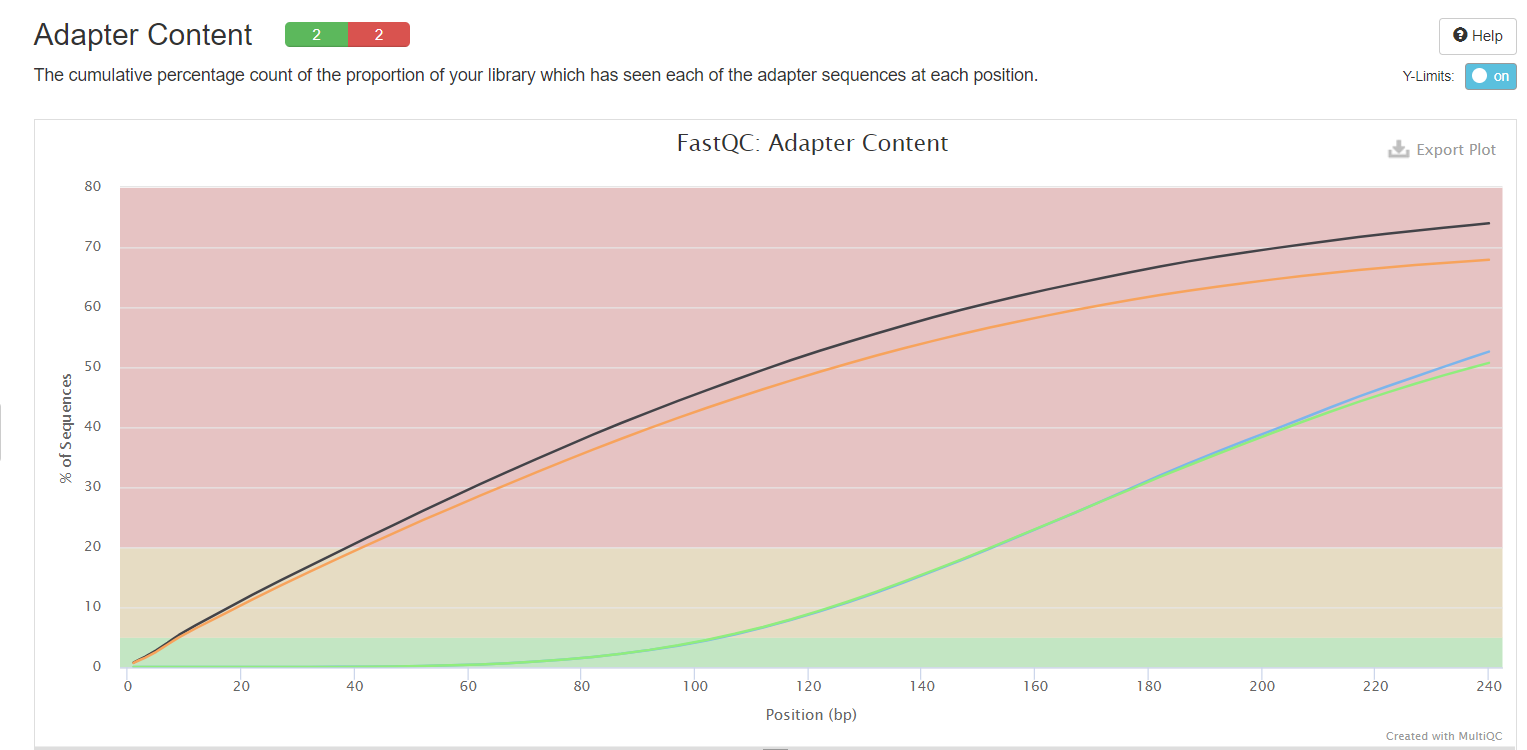 Adapter Content 2 2
Help
The cumulative percentage count of the proportion of your library which has seen each of the adapter sequences at each position.
Y-Limits: on
FastQC: Adapter Content
Export Plot
80
70
60
50
40
30
20
10
0
% of Sequences
0 20 40 60 80 100 120 140 160 180 200 220 240
Position (bp)
Created with MultiQC